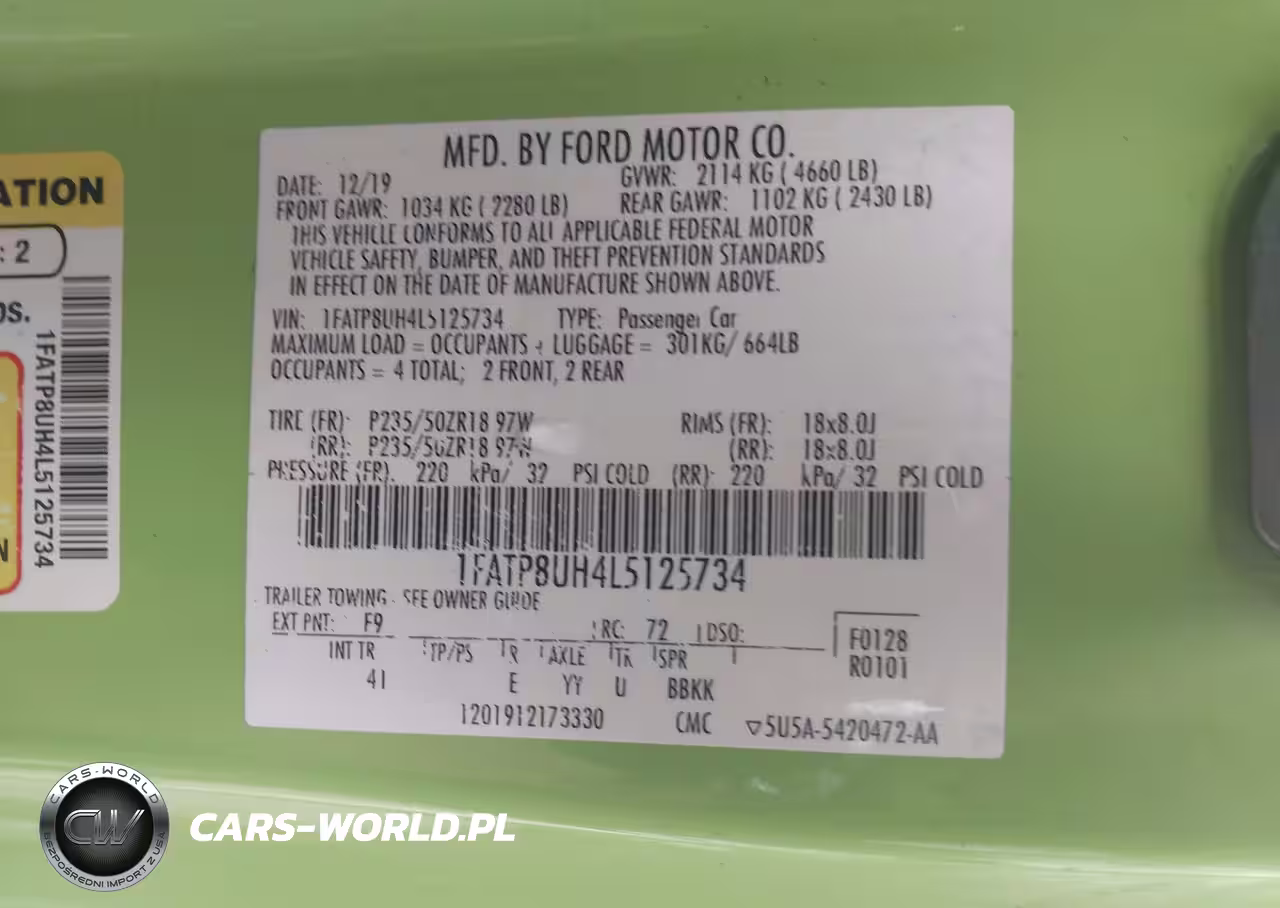 ATION
: 2
OS.
1FATP8UH4L5125734
N
MFD. BY FORD MOTOR CO.
DATE: 12/19 GVWR: 2114 KG ( 4660 LB)
FRONT GAWR: 1034 KG ( 2280 LB) REAR GAWR: 1102 KG ( 2430 LB)
THIS VEHICLE CONFORMS TO ALL APPLICABLE FEDERAL MOTOR
VEHICLE SAFETY, BUMPER, AND THEFT PREVENTION STANDARDS
IN EFFECT ON THE DATE OF MANUFACTURE SHOWN ABOVE.
VIN: 1FATP8UH4L5125734 TYPE: Passenger Car
MAXIMUM LOAD = OCCUPANTS + LUGGAGE = 301KG/ 664LB
OCCUPANTS = 4 TOTAL; 2 FRONT, 2 REAR
TIRE (FR): P235/50ZR18 97W RIMS (FR): 18x8.0J
(RR): P235/50ZR18 97W (RR): 18x8.0J
PRESSURE (FR): 220 kPa/ 32 PSI COLD (RR): 220 kPa/ 32 PSI COLD
1FATP8UH4L5125734
TRAILER TOWING - SEE OWNER GUIDE
EXT PNT: F9 RC: 72 DSO: F0128
INT TR TP/PS R AXLE TR SPR R0101
4I E YY U BBKK
1201912173330 CMC ▽5U5A-5420472-AA
CARS-WORLD
CW
BEZPOŚREDNI IMPORT Z USA
CARS-WORLD.PL